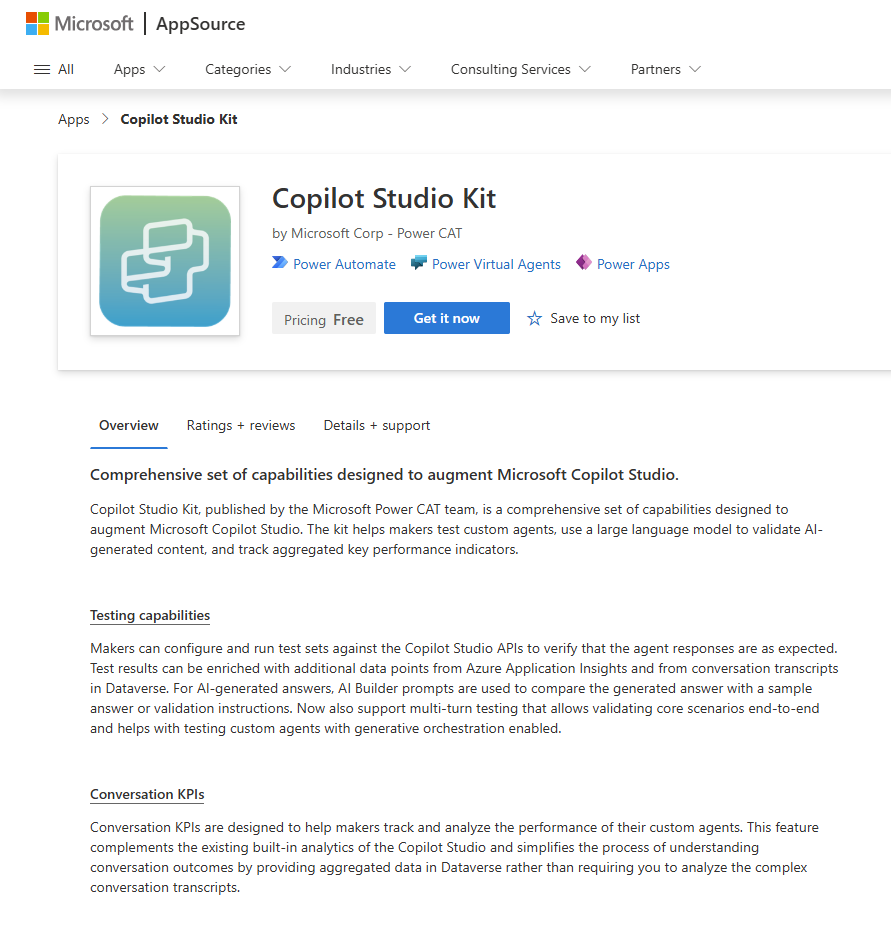 Microsoft | AppSource
All Apps Categories Industries Consulting Services Partners
Apps > Copilot Studio Kit
Copilot Studio Kit
by Microsoft Corp - Power CAT
Power Automate Power Virtual Agents Power Apps
Pricing Free Get it now Save to my list
Overview Ratings + reviews Details + support
Comprehensive set of capabilities designed to augment Microsoft Copilot Studio.
Copilot Studio Kit, published by the Microsoft Power CAT team, is a comprehensive set of capabilities designed to
augment Microsoft Copilot Studio. The kit helps makers test custom agents, use a large language model to validate AI-
generated content, and track aggregated key performance indicators.
Testing capabilities
Makers can configure and run test sets against the Copilot Studio APIs to verify that the agent responses are as expected.
Test results can be enriched with additional data points from Azure Application Insights and from conversation transcripts
in Dataverse. For AI-generated answers, AI Builder prompts are used to compare the generated answer with a sample
answer or validation instructions. Now also support multi-turn testing that allows validating core scenarios end-to-end
and helps with testing custom agents with generative orchestration enabled.
Conversation KPIs
Conversation KPIs are designed to help makers track and analyze the performance of their custom agents. This feature
complements the existing built-in analytics of the Copilot Studio and simplifies the process of understanding
conversation outcomes by providing aggregated data in Dataverse rather than requiring you to analyze the complex
conversation transcripts.